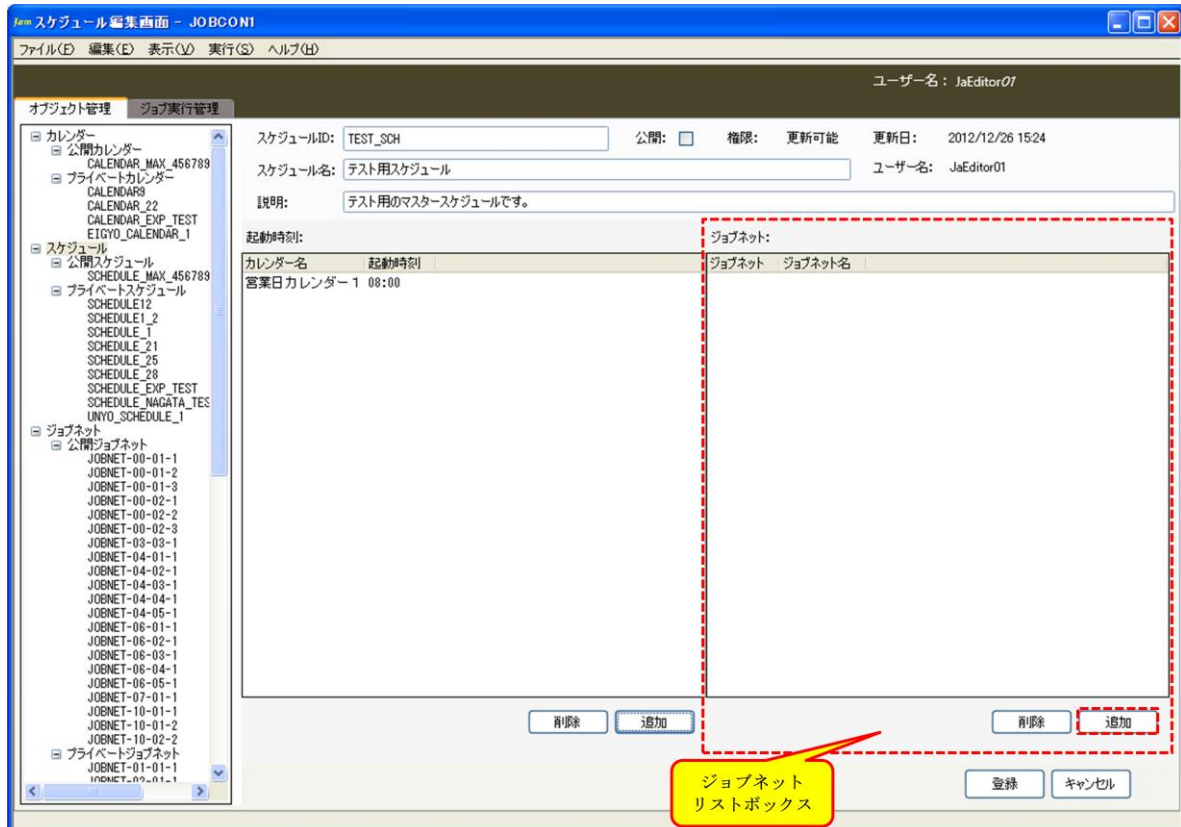 Jam スケジュール編集画面 - JOBCON1
ファイル(F) 編集(E) 表示(V) 実行(S) ヘルプ(H)
ユーザー名 : JaEditor01
オブジェクト管理 ジョブ実行管理
カレンダー
公開カレンダー
CALENDAR_MAX_456789
プライベートカレンダー
CALENDAR9
CALENDAR_22
CALENDAR_EXP_TEST
EIGYO_CALENDAR_1
スケジュール
公開スケジュール
SCHEDULE_MAX_456789
プライベートスケジュール
SCHEDULE12
SCHEDULE1_2
SCHEDULE_1
SCHEDULE_21
SCHEDULE_25
SCHEDULE_28
SCHEDULE_EXP_TEST
SCHEDULE_NAGATA_TES
UNYO_SCHEDULE_1
ジョブネット
公開ジョブネット
JOBNET-00-01-1
JOBNET-00-01-2
JOBNET-00-01-3
JOBNET-00-02-1
JOBNET-00-02-2
JOBNET-00-02-3
JOBNET-03-03-1
JOBNET-04-01-1
JOBNET-04-02-1
JOBNET-04-03-1
JOBNET-04-04-1
JOBNET-04-05-1
JOBNET-06-01-1
JOBNET-06-02-1
JOBNET-06-03-1
JOBNET-06-04-1
JOBNET-06-05-1
JOBNET-07-01-1
JOBNET-10-01-1
JOBNET-10-01-2
JOBNET-10-02-2
プライベートジョブネット
JOBNET-01-01-1
JOBNET-02-01-1
スケジュールID: TEST_SCH 公開: 権限: 更新可能 更新日: 2012/12/26 15:24
スケジュール名: テスト用スケジュール ユーザー名: JaEditor01
説明: テスト用のマスタースケジュールです。
起動時刻:
カレンダー名 起動時刻
営業日カレンダー1 08:00
削除 追加
ジョブネット:
ジョブネット ジョブネット名
削除 追加
ジョブネット
リストボックス
登録 キャンセル